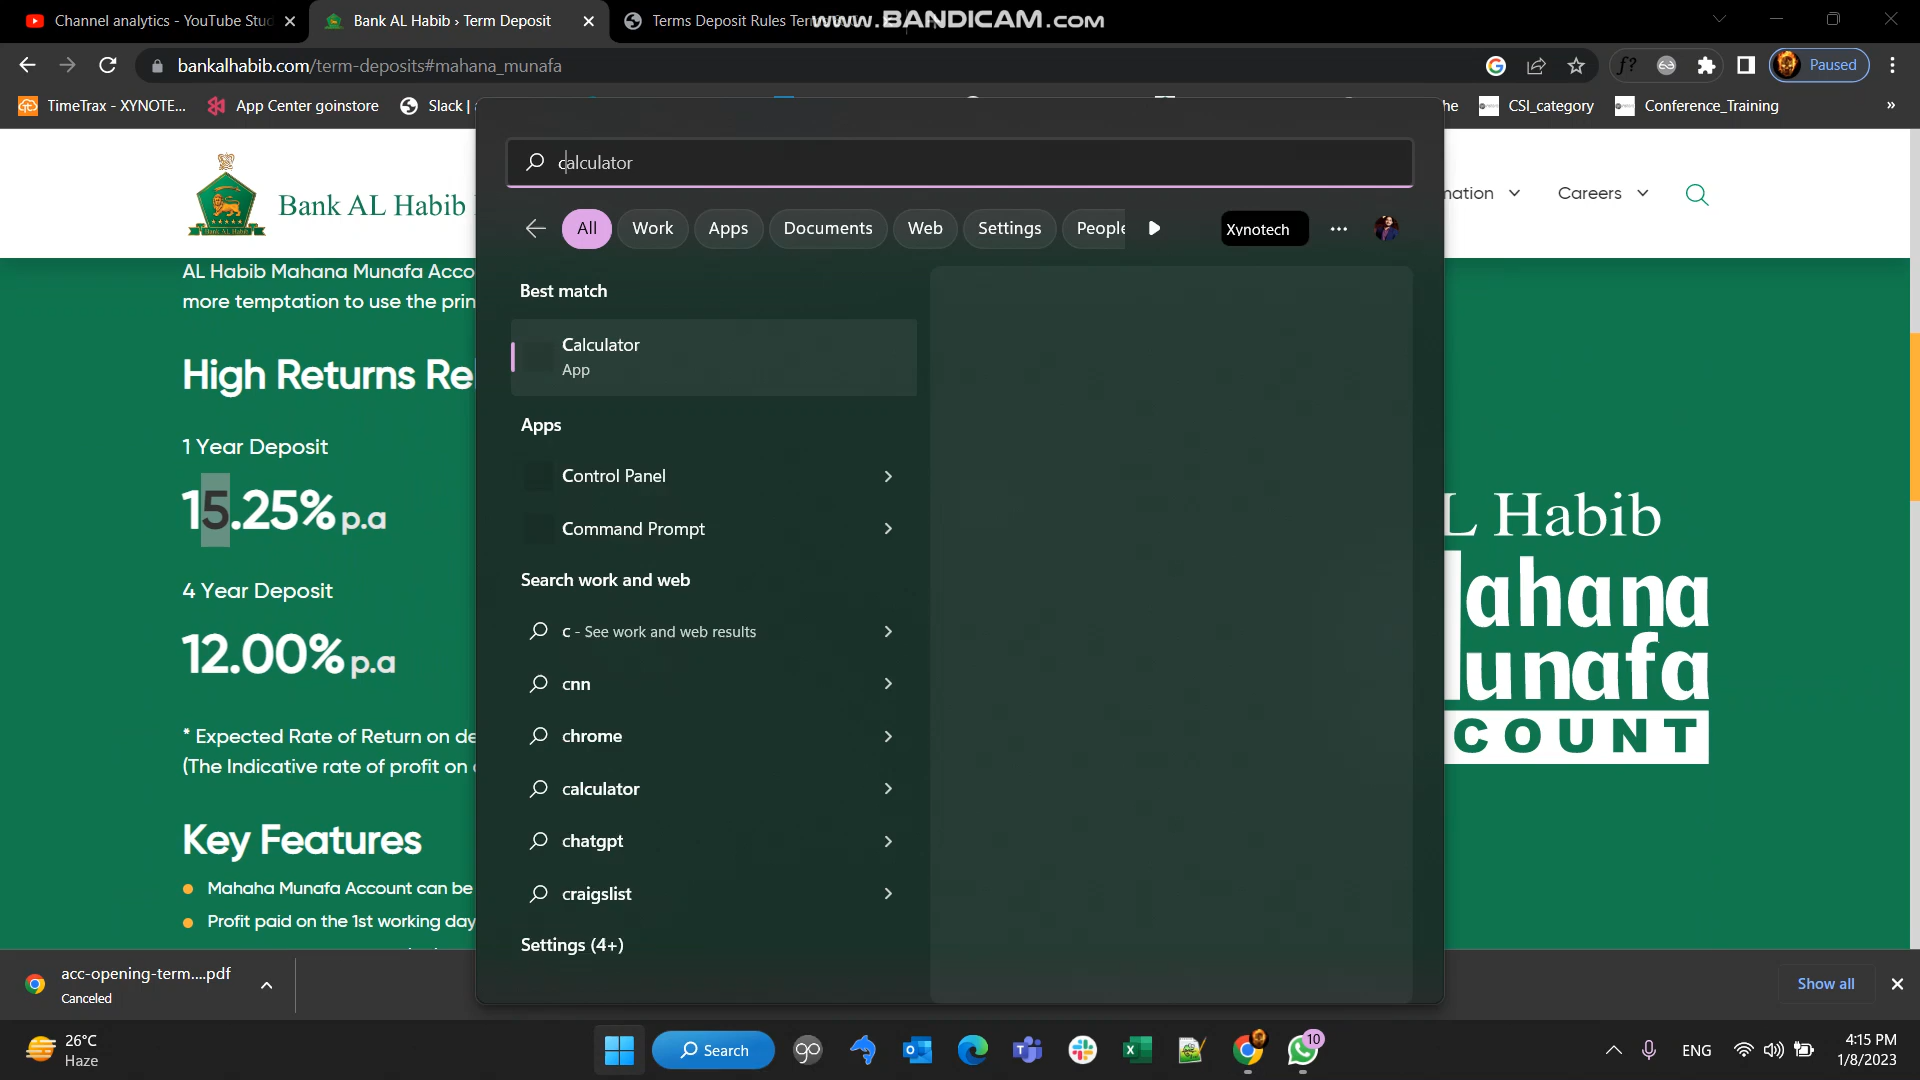 Channel analytics - YouTube Stud
Bank AL Habib › Term Deposit
Terms Deposit Rules Ter
www.BANDICAM.com
bankalhabib.com/term-deposits#mahana_munafa
Paused
TimeTrax - XYNOTE...
App Center goinstore
Slack |
CSI_category
Conference_Training
»
Bank AL Habib
calculator
mation
Careers
All
Work
Apps
Documents
Web
Settings
People
Xynotech
AL Habib Mahana Munafa Acco
more temptation to use the prin
High Returns Re
1 Year Deposit
15.25% p.a
4 Year Deposit
12.00% p.a
* Expected Rate of Return on de
(The Indicative rate of profit on
Key Features
Mahaha Munafa Account can be
Profit paid on the 1st working day
Best match
Calculator
App
Apps
Control Panel
Command Prompt
Search work and web
c - See work and web results
cnn
chrome
calculator
chatgpt
craigslist
Settings (4+)
L Habib
ahana
unafa
COUNT
acc-opening-term....pdf
Canceled
Show all
26°C
Haze
Search
10
ENG
4:15 PM
1/8/2023